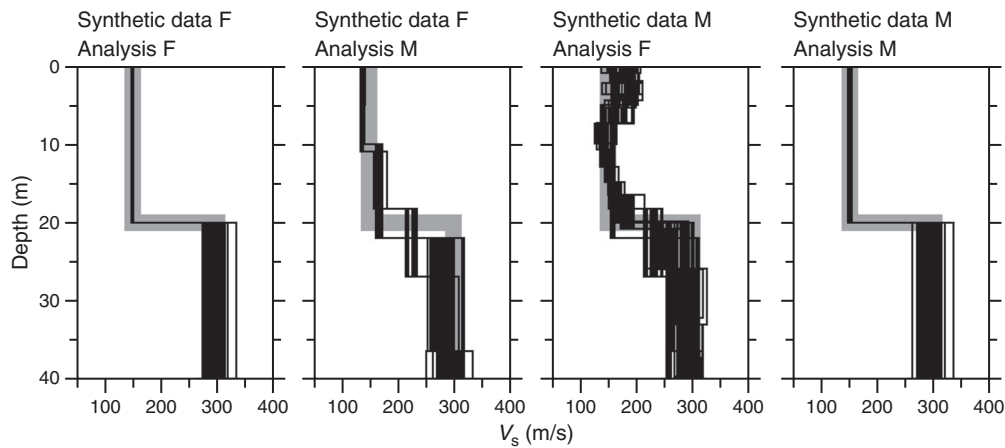 Synthetic data F
Analysis F
Synthetic data F
Analysis M
Synthetic data M
Analysis F
Synthetic data M
Analysis M
Depth (m)
0
10
20
30
40
100 200 300 400
100 200 300 400
100 200 300 400
100 200 300 400
Vs (m/s)